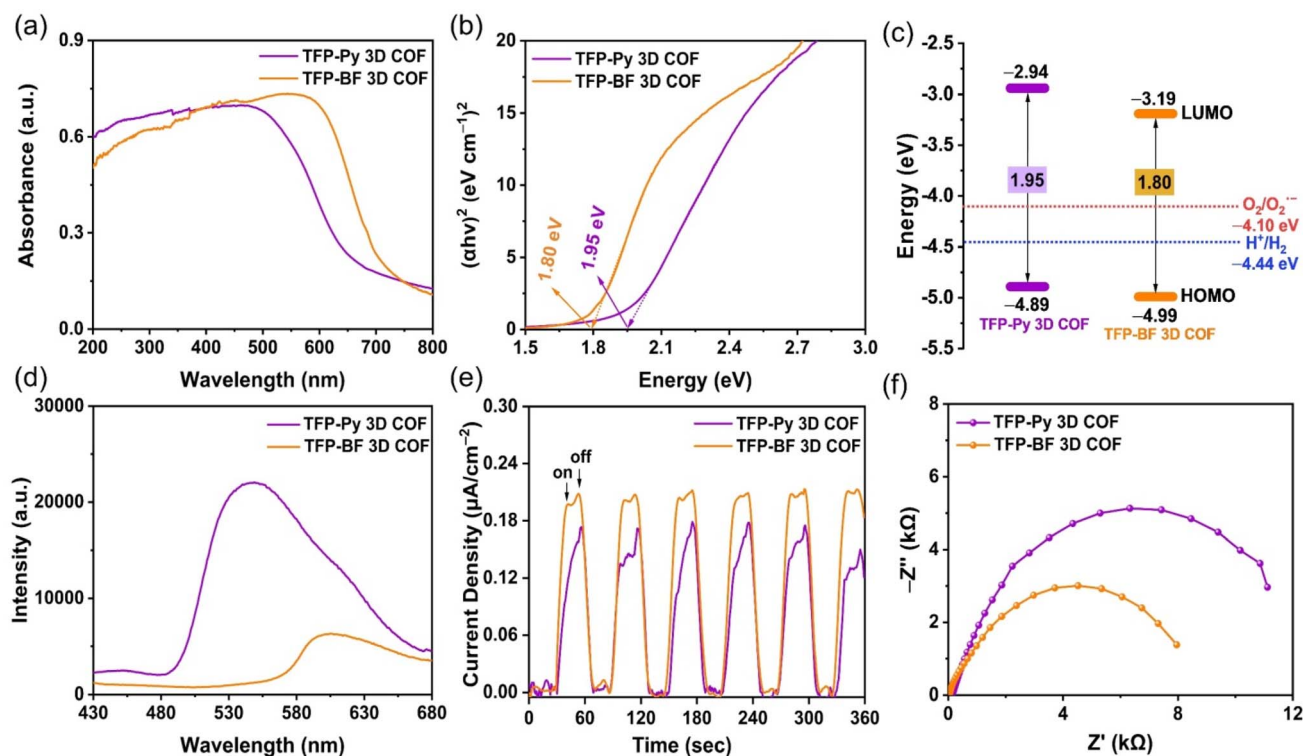 (a)
0.9
0.6
0.3
0.0
Absorbance (a.u.)
TFP-Py 3D COF
TFP-BF 3D COF
200 300 400 500 600 700 800
Wavelength (nm)
(b)
20
15
10
5
0
(αhν)² (eV cm⁻¹)²
TFP-Py 3D COF
TFP-BF 3D COF
1.80 eV
1.95 eV
1.5 1.8 2.1 2.4 2.7 3.0
Energy (eV)
(c)
-2.5
-3.0
-3.5
-4.0
-4.5
-5.0
-5.5
Energy (eV)
−2.94
−3.19
LUMO
1.95
1.80
O₂/O₂˙⁻
−4.10 eV
H⁺/H₂
−4.44 eV
HOMO
−4.89
−4.99
TFP-Py 3D COF
TFP-BF 3D COF
(d)
30000
20000
10000
0
Intensity (a.u.)
TFP-Py 3D COF
TFP-BF 3D COF
430 480 530 580 630 680
Wavelength (nm)
(e)
0.30
0.24
0.18
0.12
0.06
0.00
Current Density (µA/cm⁻²)
TFP-Py 3D COF
TFP-BF 3D COF
on
off
0 60 120 180 240 300 360
Time (sec)
(f)
8
6
4
2
0
−Z'' (kΩ)
TFP-Py 3D COF
TFP-BF 3D COF
0 4 8 12
Z' (kΩ)